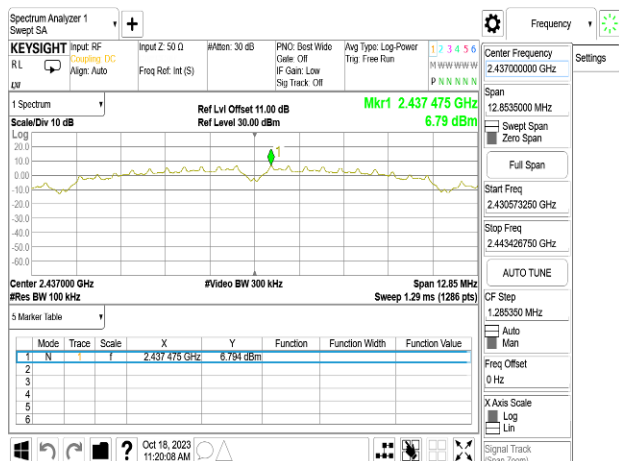 Spectrum Analyzer 1
Swept SA
KEYSIGHT
RL
Input: RF
Coupling: DC
Align: Auto
Input Z: 50 Ω
Freq Ref: Int (S)
#Atten: 30 dB
PNO: Best Wide
Gate: Off
IF Gain: Low
Sig Track: Off
Avg Type: Log-Power
Trig: Free Run
1 2 3 4 5 6
M W W W W W
P N N N N N
1 Spectrum
Scale/Div 10 dB
Ref Lvl Offset 11.00 dB
Ref Level 30.00 dBm
Mkr1 2.437 475 GHz
6.79 dBm
Log
1
20.0
10.0
0.00
-10.0
-20.0
-30.0
-40.0
-50.0
-60.0
Center 2.437000 GHz
#Res BW 100 kHz
#Video BW 300 kHz
Span 12.85 MHz
Sweep 1.29 ms (1286 pts)
5 Marker Table
Mode Trace Scale X Y Function Function Width Function Value
1 N 1 f 2.437 475 GHz 6.794 dBm
2
3
4
5
6
?
Oct 18, 2023
11:20:08 AM
Frequency
Settings
Center Frequency
2.437000000 GHz
Span
12.8535000 MHz
Swept Span
Zero Span
Full Span
Start Freq
2.430573250 GHz
Stop Freq
2.443426750 GHz
AUTO TUNE
CF Step
1.285350 MHz
Auto
Man
Freq Offset
0 Hz
X Axis Scale
Log
Lin
Signal Track
(Span Zoom)